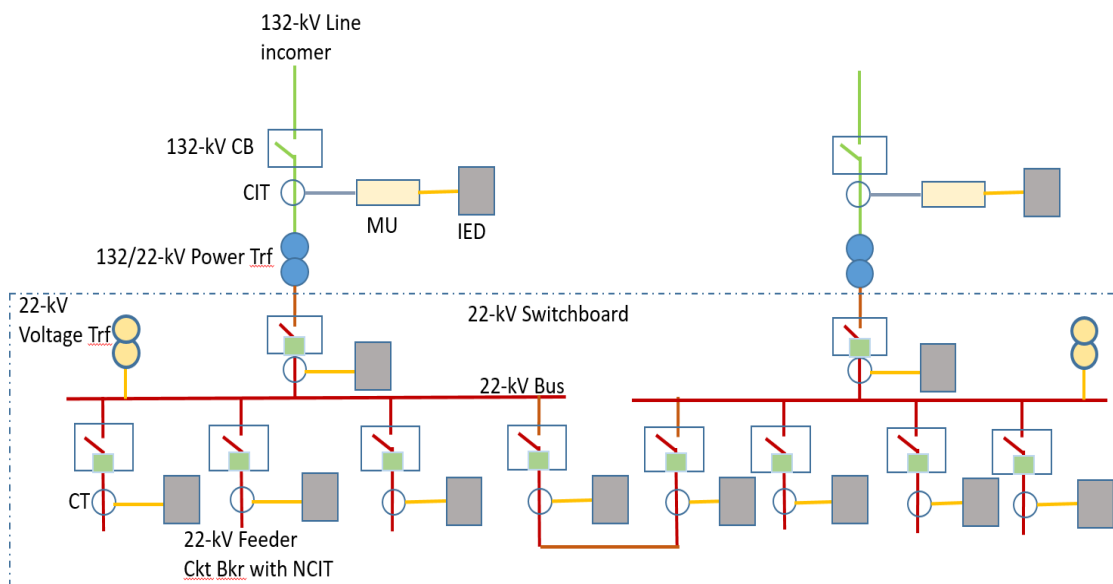 132-kV Line
incomer
132-kV CB
CIT
MU
IED
132/22-kV Power Trf
22-kV
Voltage Trf
22-kV Switchboard
22-kV Bus
CT
22-kV Feeder
Ckt Bkr with NCIT